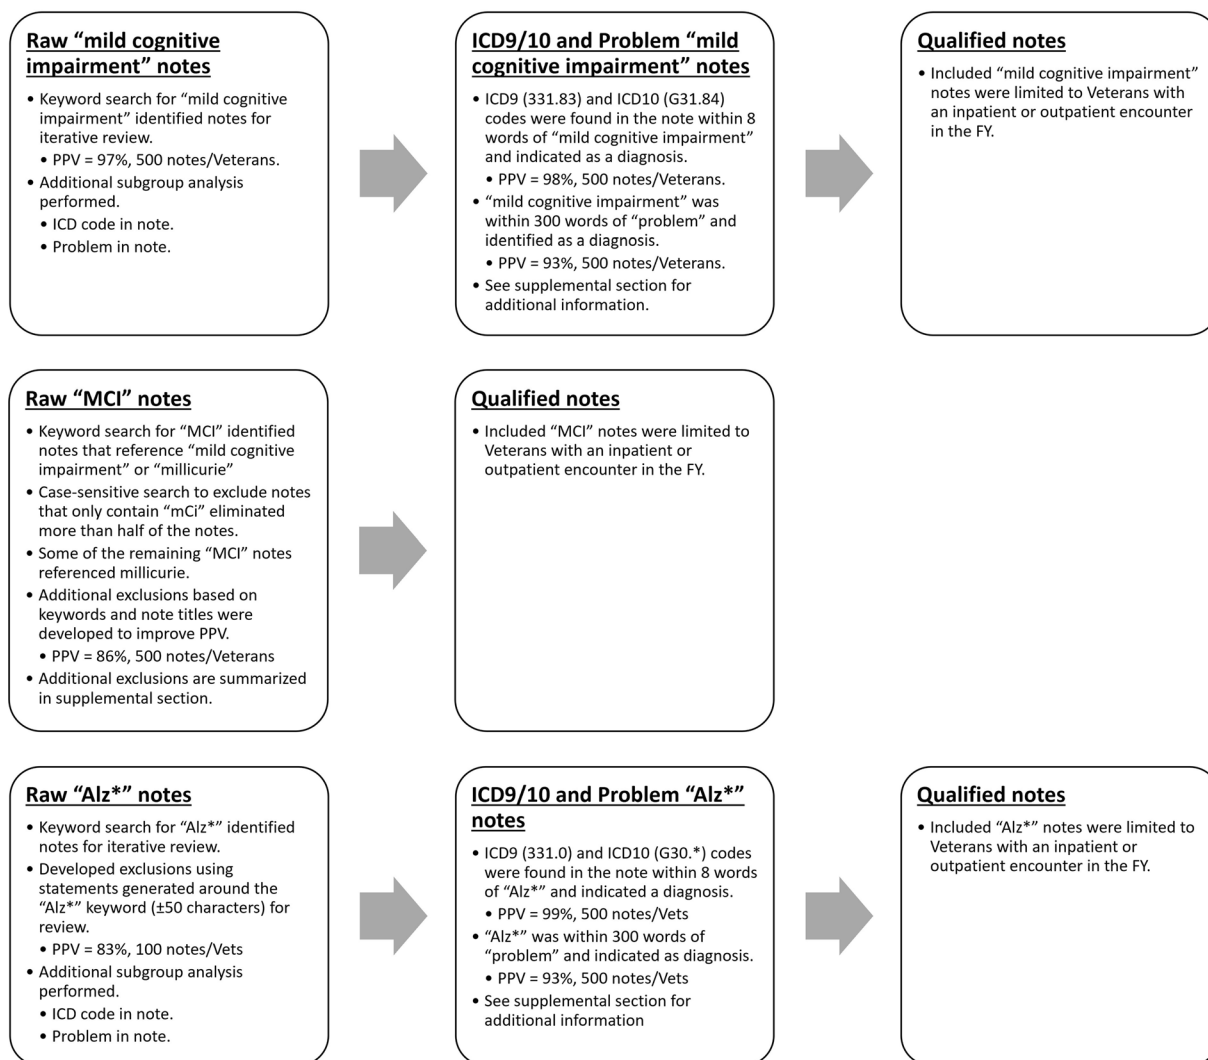 Raw “mild cognitive
impairment” notes
• Keyword search for “mild cognitive
impairment” identified notes for
iterative review.
• PPV = 97%, 500 notes/Veterans.
• Additional subgroup analysis
performed.
• ICD code in note.
• Problem in note.
ICD9/10 and Problem “mild
cognitive impairment” notes
• ICD9 (331.83) and ICD10 (G31.84)
codes were found in the note within 8
words of “mild cognitive impairment”
and indicated as a diagnosis.
• PPV = 98%, 500 notes/Veterans.
• “mild cognitive impairment” was
within 300 words of “problem” and
identified as a diagnosis.
• PPV = 93%, 500 notes/Veterans.
• See supplemental section for
additional information.
Qualified notes
• Included “mild cognitive impairment”
notes were limited to Veterans with
an inpatient or outpatient encounter
in the FY.
Raw “MCI” notes
• Keyword search for “MCI” identified
notes that reference “mild cognitive
impairment” or “millicurie”
• Case-sensitive search to exclude notes
that only contain “mCi” eliminated
more than half of the notes.
• Some of the remaining “MCI” notes
referenced millicurie.
• Additional exclusions based on
keywords and note titles were
developed to improve PPV.
• PPV = 86%, 500 notes/Veterans
• Additional exclusions are summarized
in supplemental section.
Qualified notes
• Included “MCI” notes were limited to
Veterans with an inpatient or
outpatient encounter in the FY.
Raw “Alz*” notes
• Keyword search for “Alz*” identified
notes for iterative review.
• Developed exclusions using
statements generated around the
“Alz*” keyword (±50 characters) for
review.
• PPV = 83%, 100 notes/Vets
• Additional subgroup analysis
performed.
• ICD code in note.
• Problem in note.
ICD9/10 and Problem “Alz*”
notes
• ICD9 (331.0) and ICD10 (G30.*) codes
were found in the note within 8 words
of “Alz*” and indicated a diagnosis.
• PPV = 99%, 500 notes/Vets
• “Alz*” was within 300 words of
“problem” and indicated as diagnosis.
• PPV = 93%, 500 notes/Vets
• See supplemental section for
additional information
Qualified notes
• Included “Alz*” notes were limited to
Veterans with an inpatient or
outpatient encounter in the FY.